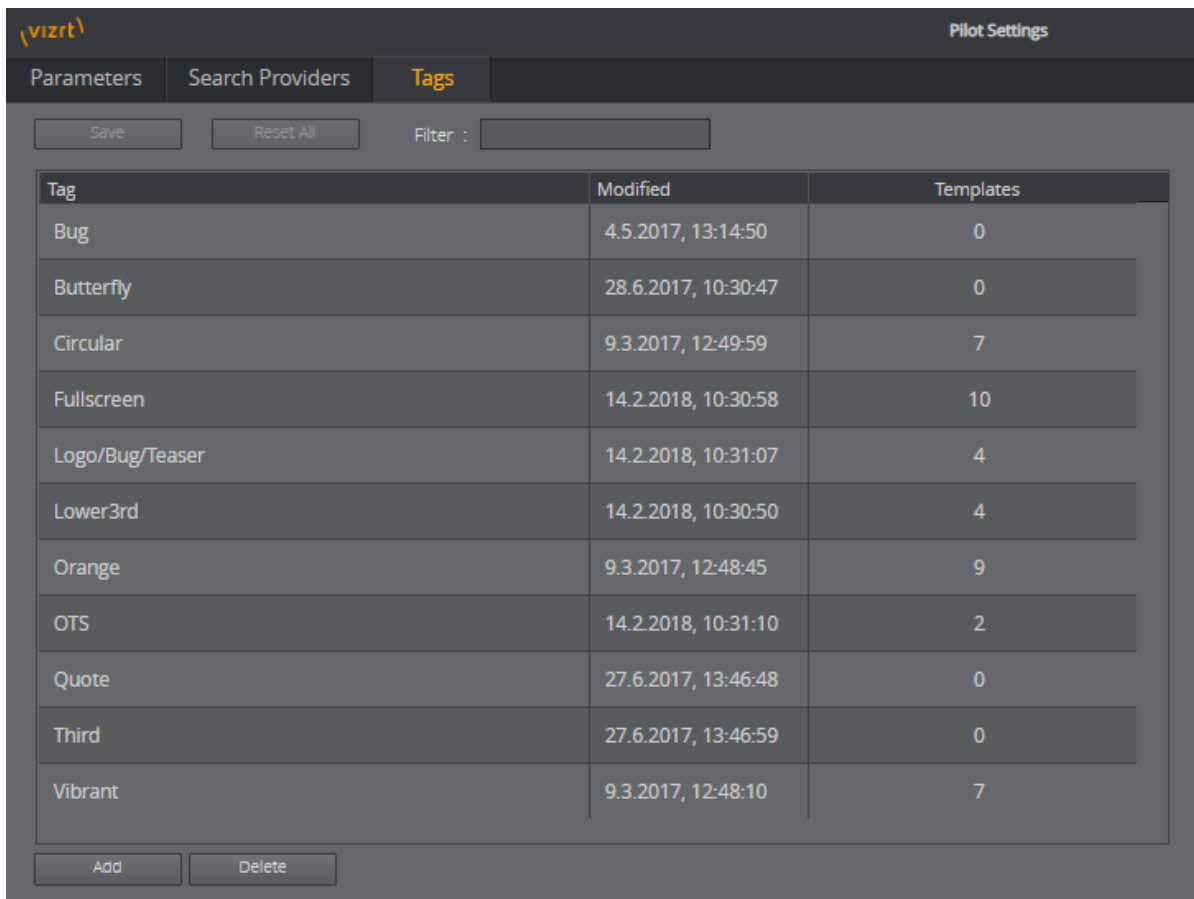 vizrt Pilot Settings
Parameters Search Providers Tags
Save Reset All Filter :
Tag Modified Templates
Bug 4.5.2017, 13:14:50 0
Butterfly 28.6.2017, 10:30:47 0
Circular 9.3.2017, 12:49:59 7
Fullscreen 14.2.2018, 10:30:58 10
Logo/Bug/Teaser 14.2.2018, 10:31:07 4
Lower3rd 14.2.2018, 10:30:50 4
Orange 9.3.2017, 12:48:45 9
OTS 14.2.2018, 10:31:10 2
Quote 27.6.2017, 13:46:48 0
Third 27.6.2017, 13:46:59 0
Vibrant 9.3.2017, 12:48:10 7
Add Delete